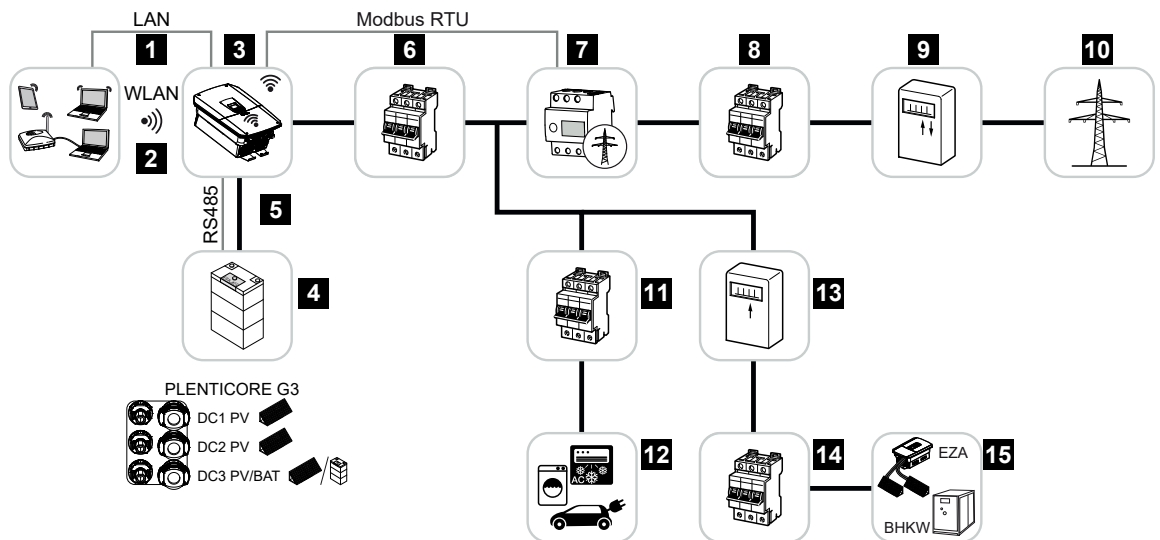 LAN
Modbus RTU
1
3
6
7
8
9
10
WLAN
2
RS485
5
4
11
13
PLENTICORE G3
DC1 PV
DC2 PV
DC3 PV/BAT
12
14
15
AC
EZA
BHKW